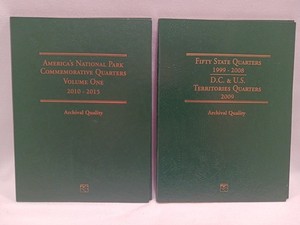 America's National Park
Commemorative Quarters
Volume One
2010 - 2015
Archival Quality
Fifty State Quarters
1999 - 2008
D.C. & U.S.
Territories Quarters
2009
Archival Quality